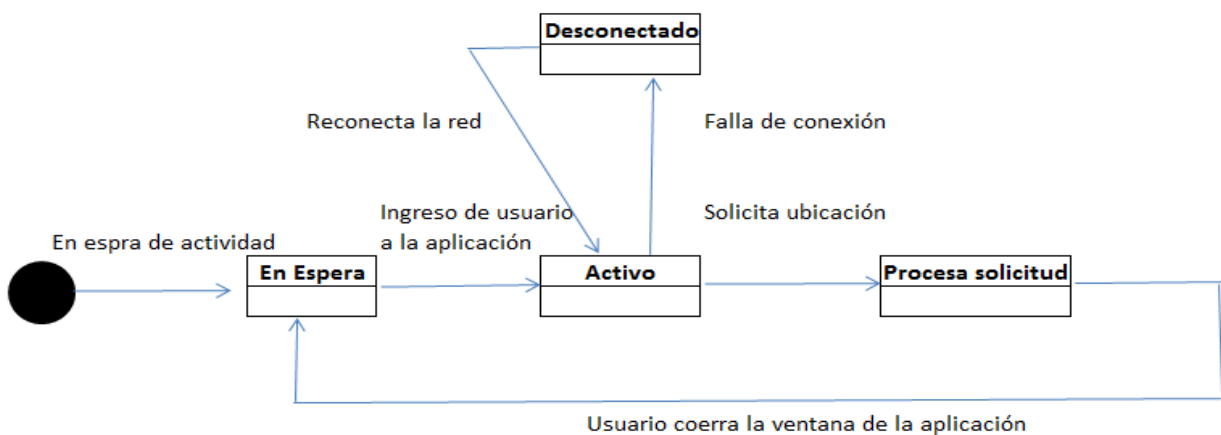 Desconectado
Reconecta la red
Falla de conexión
Ingreso de usuario
a la aplicación
Solicita ubicación
En espra de actividad
En Espera
Activo
Procesa solicitud
Usuario coerra la ventana de la aplicación